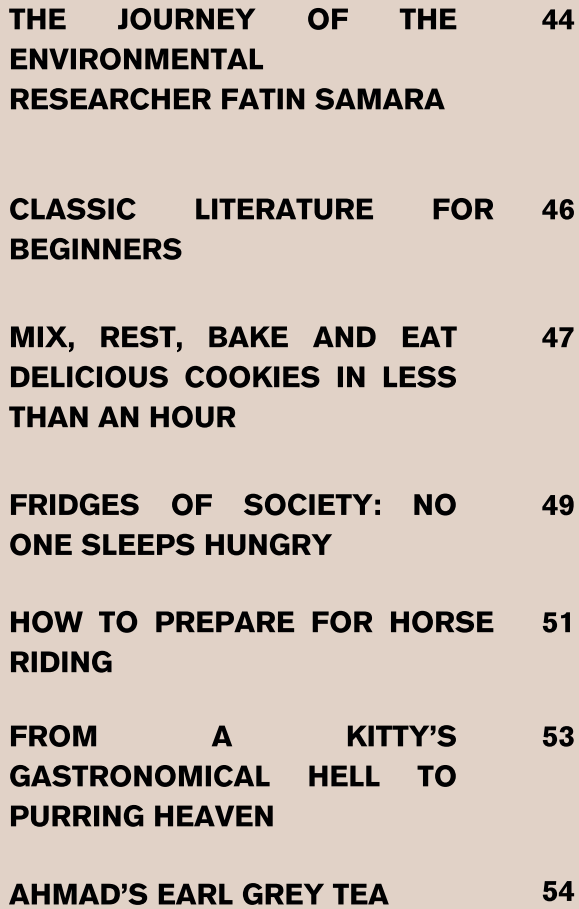 THE JOURNEY OF THE 44
ENVIRONMENTAL
RESEARCHER FATIN SAMARA
CLASSIC LITERATURE FOR 46
BEGINNERS
MIX, REST, BAKE AND EAT 47
DELICIOUS COOKIES IN LESS
THAN AN HOUR
FRIDGES OF SOCIETY: NO 49
ONE SLEEPS HUNGRY
HOW TO PREPARE FOR HORSE 51
RIDING
FROM A KITTY’S 53
GASTRONOMICAL HELL TO
PURRING HEAVEN
AHMAD’S EARL GREY TEA 54